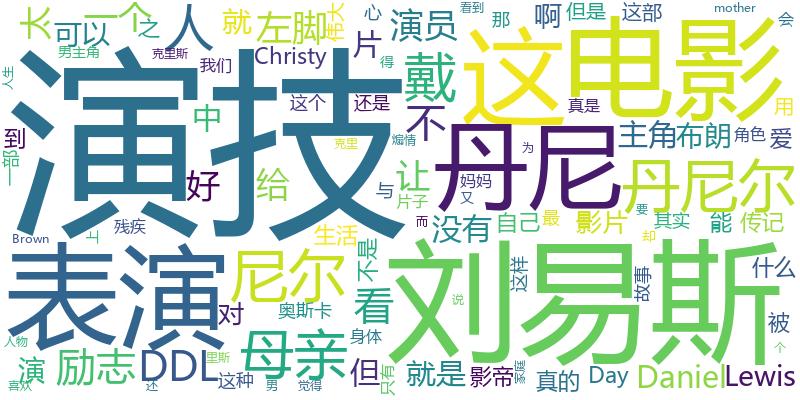 太 一个 之 人 就 左脚 伟大 心 演员 那 啊 但是 这部 看到 mother 会
可以 片
男主角 克里斯 Christy 我们 得 戴 这 电影
人生 演技 这个 还是 真是 用
到 中 不 丹尼 主角 布朗 角色 爱
一部 克里 煽情 为
好 给 让 与 妈妈 又 丹尼尔
残疾 片子 而 没有 自己 最 影片 其实 能 传记
上 要 却
Brown 生活 不是
表演 尼尔 看 刘易斯 这样 故事 什么
对 奥斯卡 说 被
人物 里斯 母亲 身体 但 个
演 励志 DDL 这种 只有 就是 影帝 家庭 真的 Day Daniel Lewis
喜欢 还 男 觉得